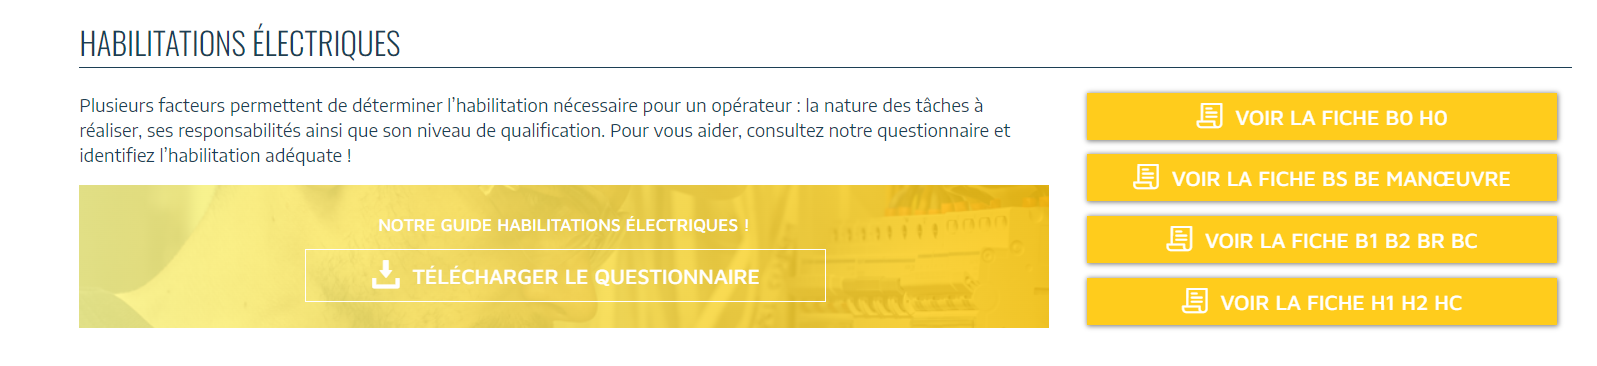 HABILITATIONS ÉLECTRIQUES
Plusieurs facteurs permettent de déterminer l'habilitation nécessaire pour un opérateur : la nature des tâches à
réaliser, ses responsabilités ainsi que son niveau de qualification. Pour vous aider, consultez notre questionnaire et
identifiez l'habilitation adéquate !
NOTRE GUIDE HABILITATIONS ÉLECTRIQUES !
TÉLÉCHARGER LE QUESTIONNAIRE
VOIR LA FICHE B0 H0
VOIR LA FICHE BS BE MANŒUVRE
VOIR LA FICHE B1 B2 BR BC
VOIR LA FICHE H1 H2 HC